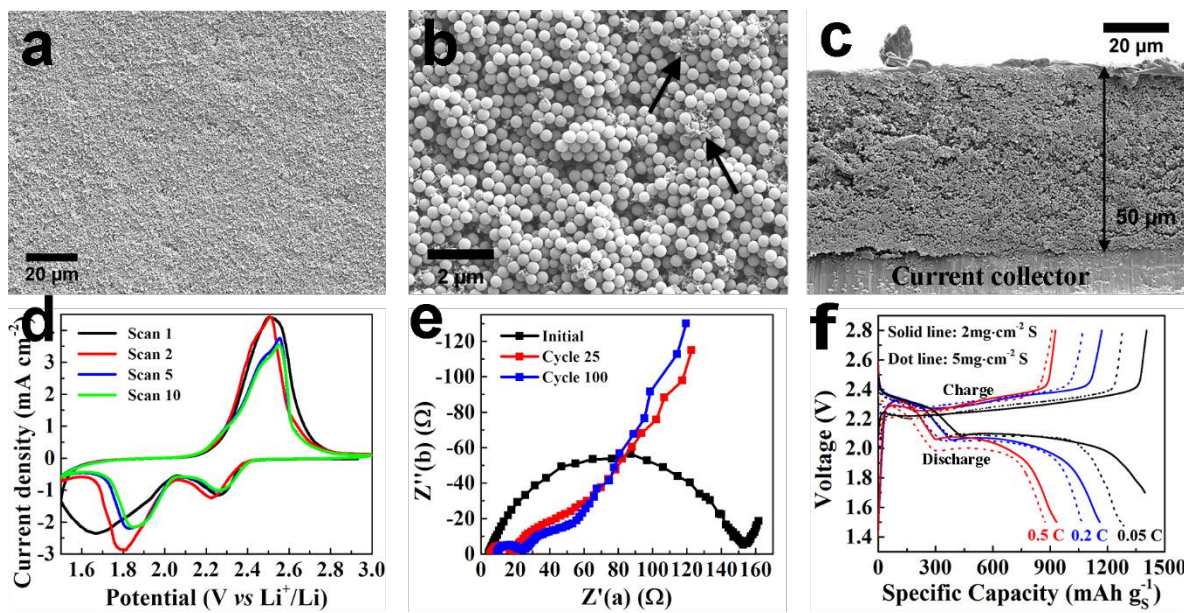 a
20 µm
b
2 µm
c
20 µm
50 µm
Current collector
d
Scan 1
Scan 2
Scan 5
Scan 10
Current density (mA cm⁻²)
4
3
2
1
0
-1
-2
-3
1.6 1.8 2.0 2.2 2.4 2.6 2.8 3.0
Potential (V vs Li⁺/Li)
e
Initial
Cycle 25
Cycle 100
Z''(b) (Ω)
-120
-100
-80
-60
-40
-20
0
0 20 40 60 80 100 120 140 160
Z'(a) (Ω)
f
Solid line: 2mg·cm⁻² S
Dot line: 5mg·cm⁻² S
Charge
Discharge
0.5 C 0.2 C 0.05 C
Voltage (V)
2.8
2.6
2.4
2.2
2.0
1.8
1.6
1.4
0 300 600 900 1200 1500
Specific Capacity (mAh g_S⁻¹)